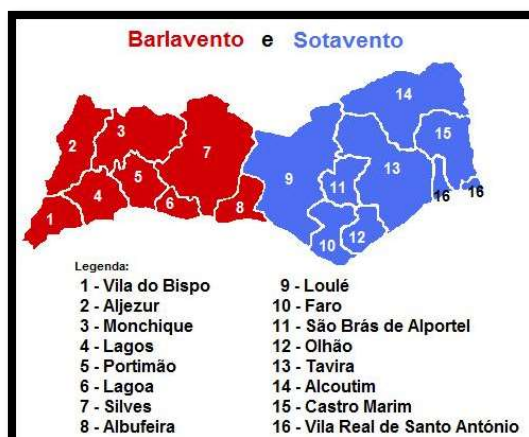 Barlavento e Sotavento
14
3
15
2
7
13
5
9
11
16
16
4
6
8
1
10
12
Legenda:
1 - Vila do Bispo
2 - Aljezur
3 - Monchique
4 - Lagos
5 - Portimão
6 - Lagoa
7 - Silves
8 - Albufeira
9 - Loulé
10 - Faro
11 - São Brás de Alportel
12 - Olhão
13 - Tavira
14 - Alcoutim
15 - Castro Marim
16 - Vila Real de Santo António